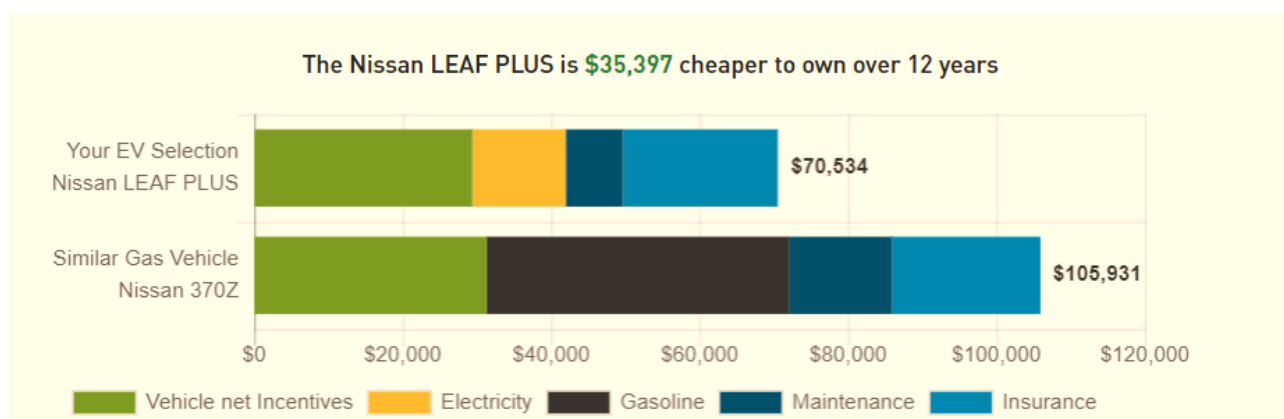 The Nissan LEAF PLUS is $35,397 cheaper to own over 12 years
Your EV Selection
Nissan LEAF PLUS
$70,534
Similar Gas Vehicle
Nissan 370Z
$105,931
$0 $20,000 $40,000 $60,000 $80,000 $100,000 $120,000
Vehicle net Incentives Electricity Gasoline Maintenance Insurance